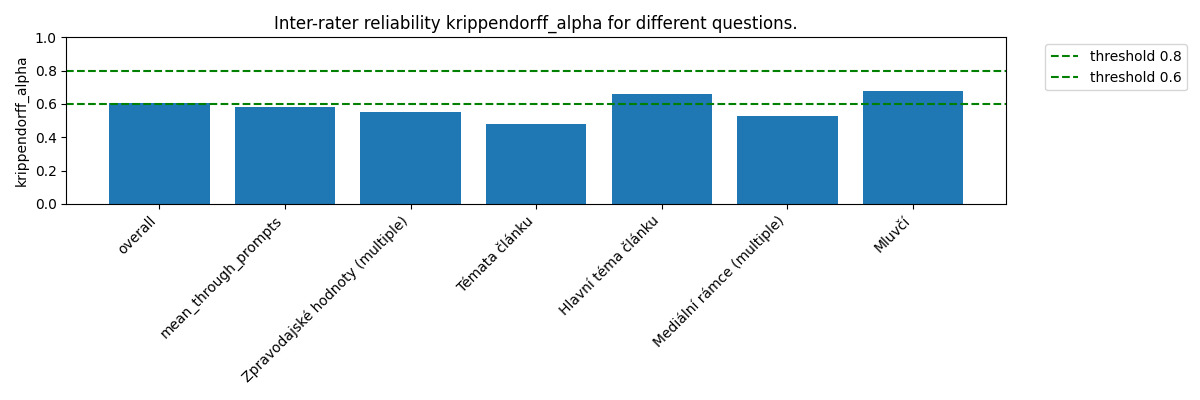 Inter-rater reliability krippendorff_alpha for different questions.
krippendorff_alpha
1.0
0.8
0.6
0.4
0.2
0.0
threshold 0.8
threshold 0.6
overall
mean_through_prompts
Zpravodajské hodnoty (multiple)
Témata článku
Hlavní téma článku
Mediální rámce (multiple)
Mluvčí